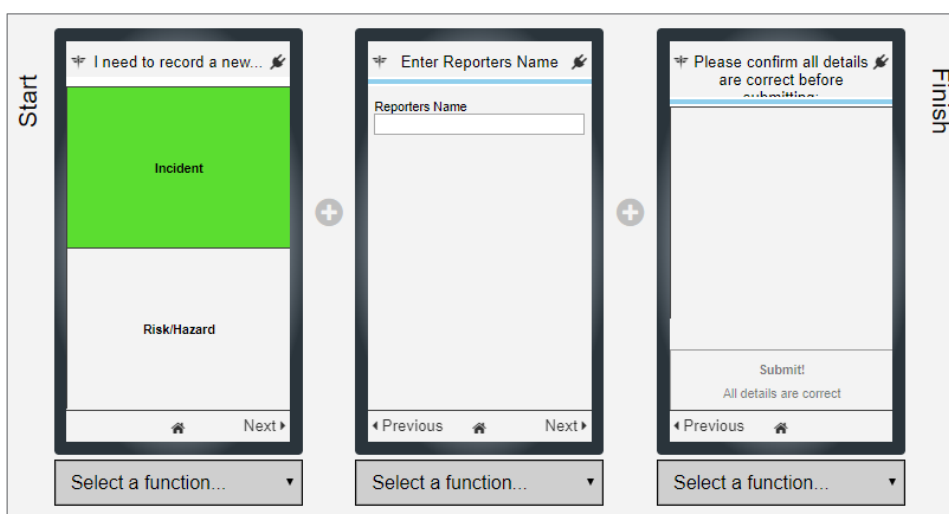 Start
I need to record a new...
Incident
Risk/Hazard
Next
Select a function...
Enter Reporters Name
Reporters Name
Previous
Next
Select a function...
Please confirm all details
are correct before
submitting:
Submit!
All details are correct
Previous
Select a function...
Finish